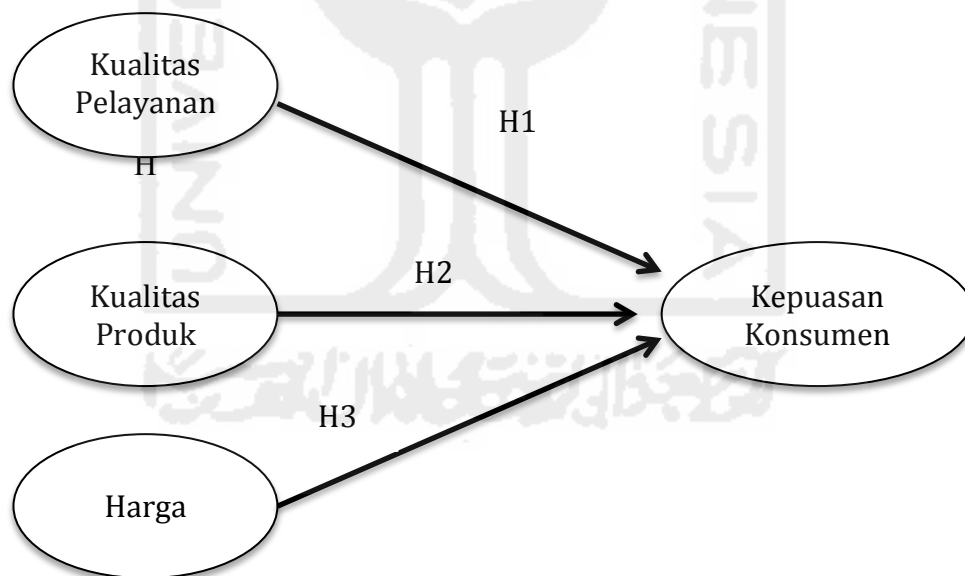 Kualitas
Pelayanan
H1
H
H2
Kualitas
Produk
Kepuasan
Konsumen
H3
Harga